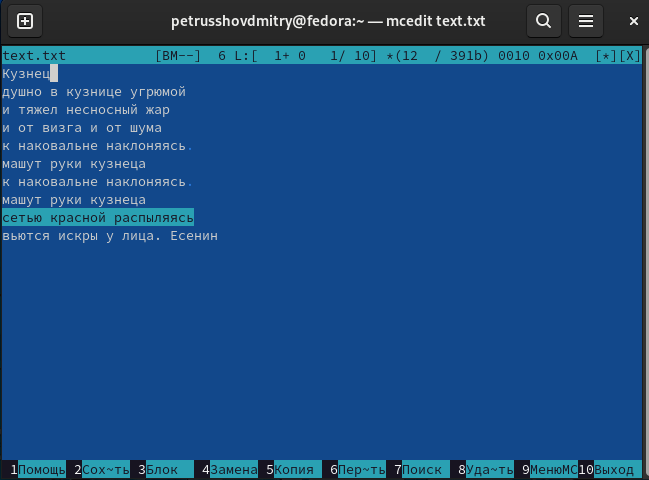 petrusshovdmitry@fedora:~ — mcedit text.txt
text.txt [BM--] 6 L:[ 1+ 0 1/ 10] *(12 / 391b) 0010 0x00A [*][X]
Кузнец
душно в кузнице угрюмой
и тяжел несносный жар
и от визга и от шума
к наковальне наклоняясь.
машут руки кузнеца
к наковальне наклоняясь.
машут руки кузнеца
сетью красной распыляясь
вьются искры у лица. Есенин
1Помощь 2Сох~ть 3Блок 4Замена 5Копия 6Пер~ть 7Поиск 8Уда~ть 9МенюMC 10Выход